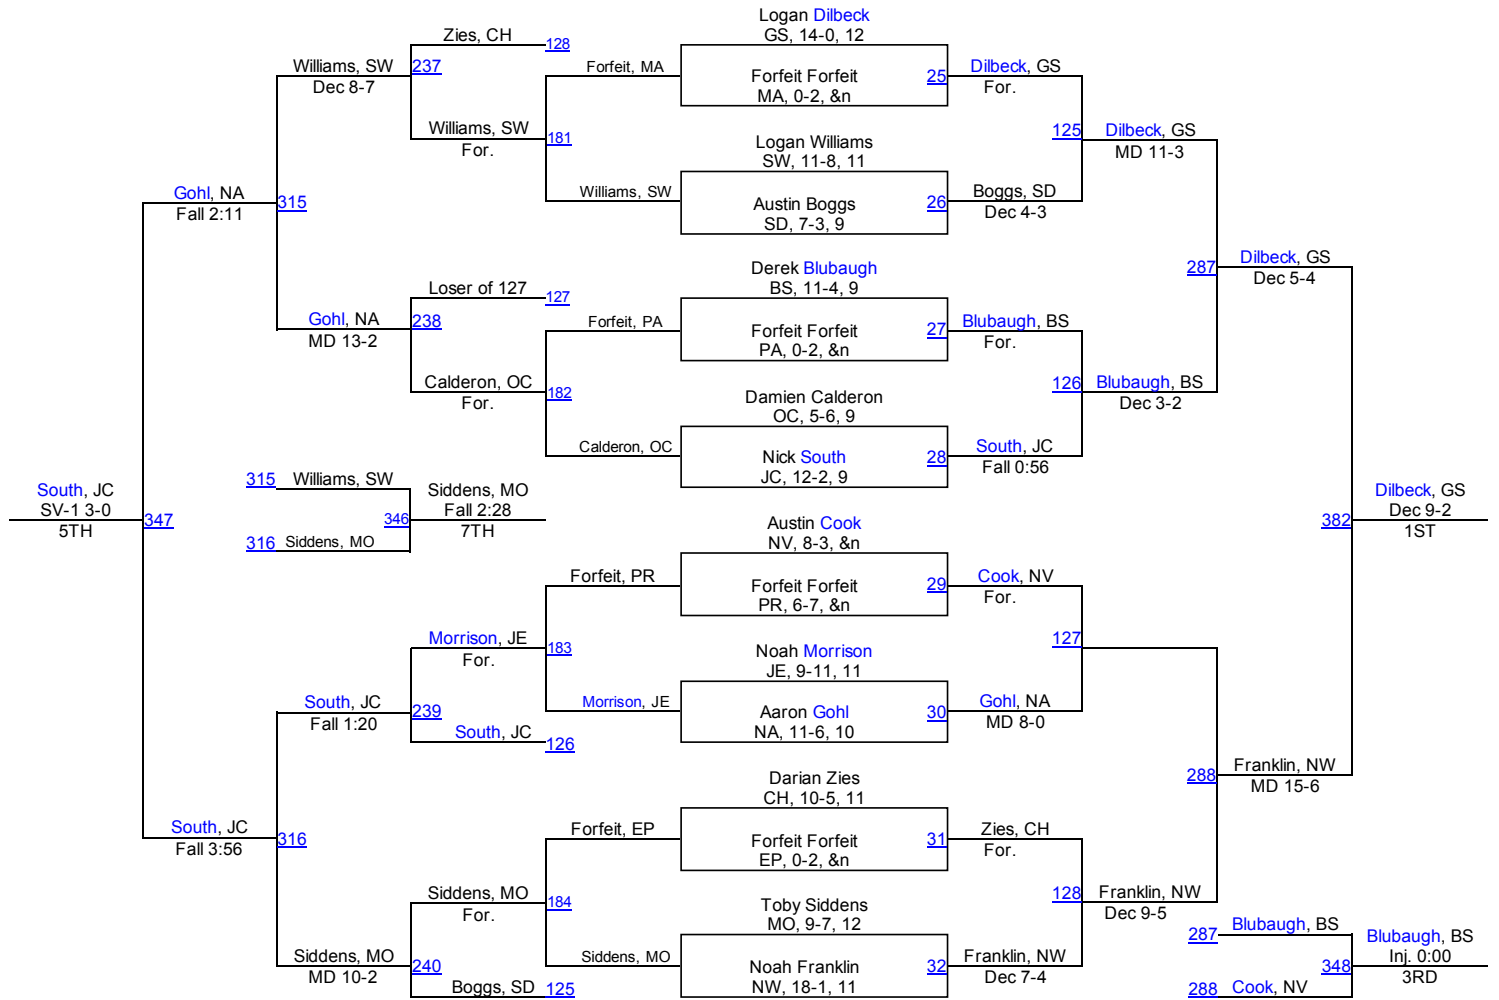 Logan Dilbeck
GS, 14-0, 12
Forfeit Forfeit
MA, 0-2, &n
25
Logan Williams
SW, 11-8, 11
Austin Boggs
SD, 7-3, 9
26
Derek Blubaugh
BS, 11-4, 9
Forfeit Forfeit
PA, 0-2, &n
27
Damien Calderon
OC, 5-6, 9
Nick South
JC, 12-2, 9
28
Austin Cook
NV, 8-3, &n
Forfeit Forfeit
PR, 6-7, &n
29
Noah Morrison
JE, 9-11, 11
Aaron Gohl
NA, 11-6, 10
30
Darian Zies
CH, 10-5, 11
Forfeit Forfeit
EP, 0-2, &n
31
Toby Siddens
MO, 9-7, 12
Noah Franklin
NW, 18-1, 11
32
Dilbeck, GS
For.
125
Boggs, SD
Dec 4-3
Blubaugh, BS
For.
126
South, JC
Fall 0:56
Cook, NV
For.
127
Gohl, NA
MD 8-0
Zies, CH
For.
128
Franklin, NW
Dec 7-4
Dilbeck, GS
MD 11-3
287
Blubaugh, BS
Dec 3-2
288
Franklin, NW
Dec 9-5
Dilbeck, GS
Dec 5-4
382
Franklin, NW
MD 15-6
Dilbeck, GS
Dec 9-2
1ST
287
Blubaugh, BS
348
288
Cook, NV
Blubaugh, BS
Inj. 0:00
3RD
Forfeit, MA
181
Williams, SW
Forfeit, PA
182
Calderon, OC
Forfeit, PR
183
Morrison, JE
Forfeit, EP
184
Siddens, MO
Zies, CH
128
237
Williams, SW
For.
Loser of 127
127
238
Calderon, OC
For.
Morrison, JE
For.
239
South, JC
126
Siddens, MO
For.
240
Boggs, SD
125
Williams, SW
Dec 8-7
315
Gohl, NA
MD 13-2
South, JC
Fall 1:20
316
Siddens, MO
MD 10-2
Gohl, NA
Fall 2:11
347
South, JC
Fall 3:56
South, JC
SV-1 3-0
5TH
315
Williams, SW
346
316
Siddens, MO
Siddens, MO
Fall 2:28
7TH